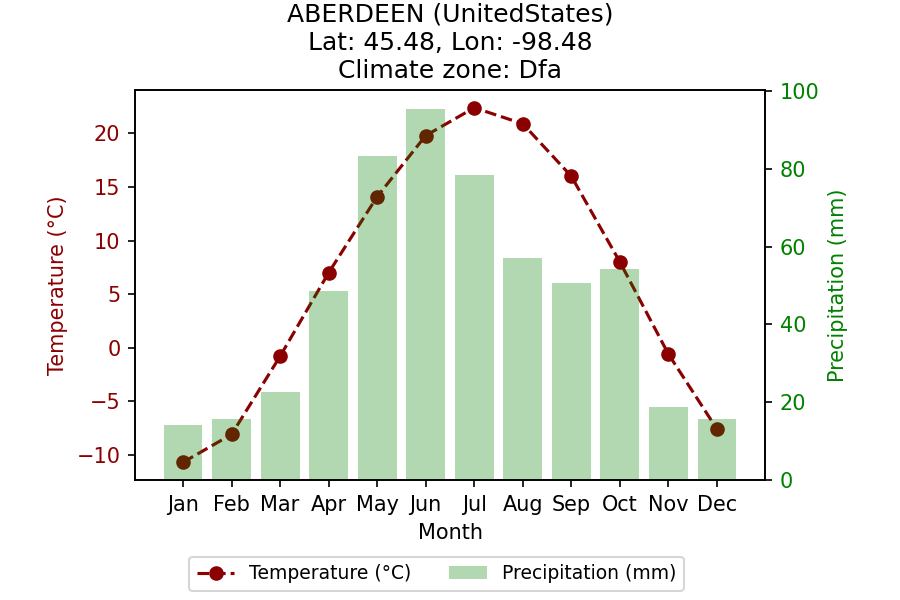 ABERDEEN (UnitedStates)
Lat: 45.48, Lon: -98.48
Climate zone: Dfa
Temperature (°C)
20
15
10
5
0
−5
−10
Precipitation (mm)
100
80
60
40
20
0
Jan Feb Mar Apr May Jun Jul Aug Sep Oct Nov Dec
Month
Temperature (°C) Precipitation (mm)